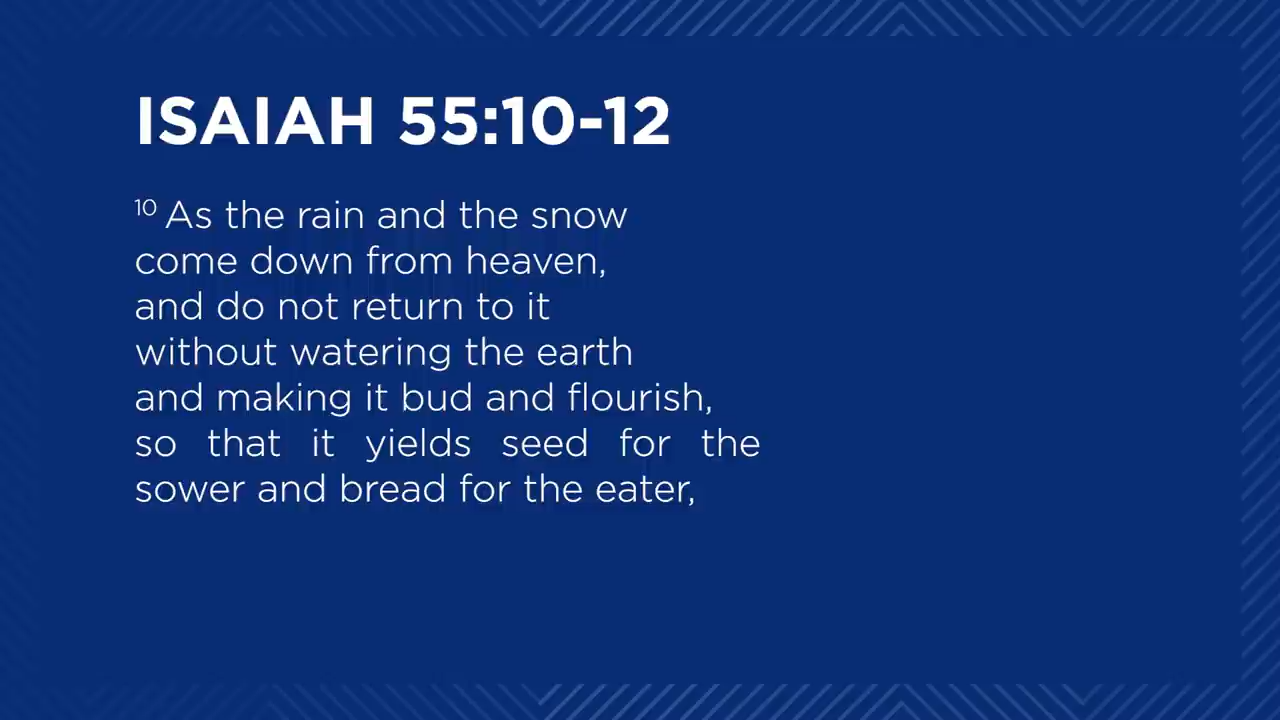 ISAIAH 55:10-12
10 As the rain and the snow
come down from heaven,
and do not return to it
without watering the earth
and making it bud and flourish,
so that it yields seed for the
sower and bread for the eater,